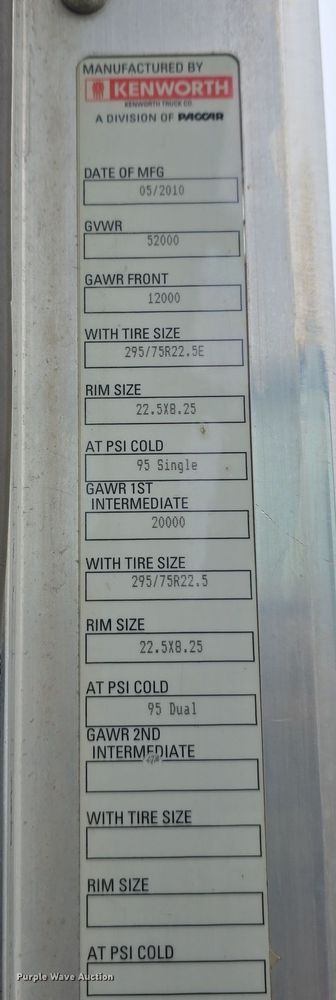 MANUFACTURED BY
KENWORTH
KENWORTH TRUCK CO.
A DIVISION OF PACCAR
DATE OF MFG
05/2010
GVWR
52000
GAWR FRONT
12000
WITH TIRE SIZE
295/75R22.5E
RIM SIZE
22.5X8.25
AT PSI COLD
95 Single
GAWR 1ST
INTERMEDIATE
20000
WITH TIRE SIZE
295/75R22.5
RIM SIZE
22.5X8.25
AT PSI COLD
95 Dual
GAWR 2ND
INTERMEDIATE
WITH TIRE SIZE
RIM SIZE
AT PSI COLD
Purple Wave Auction